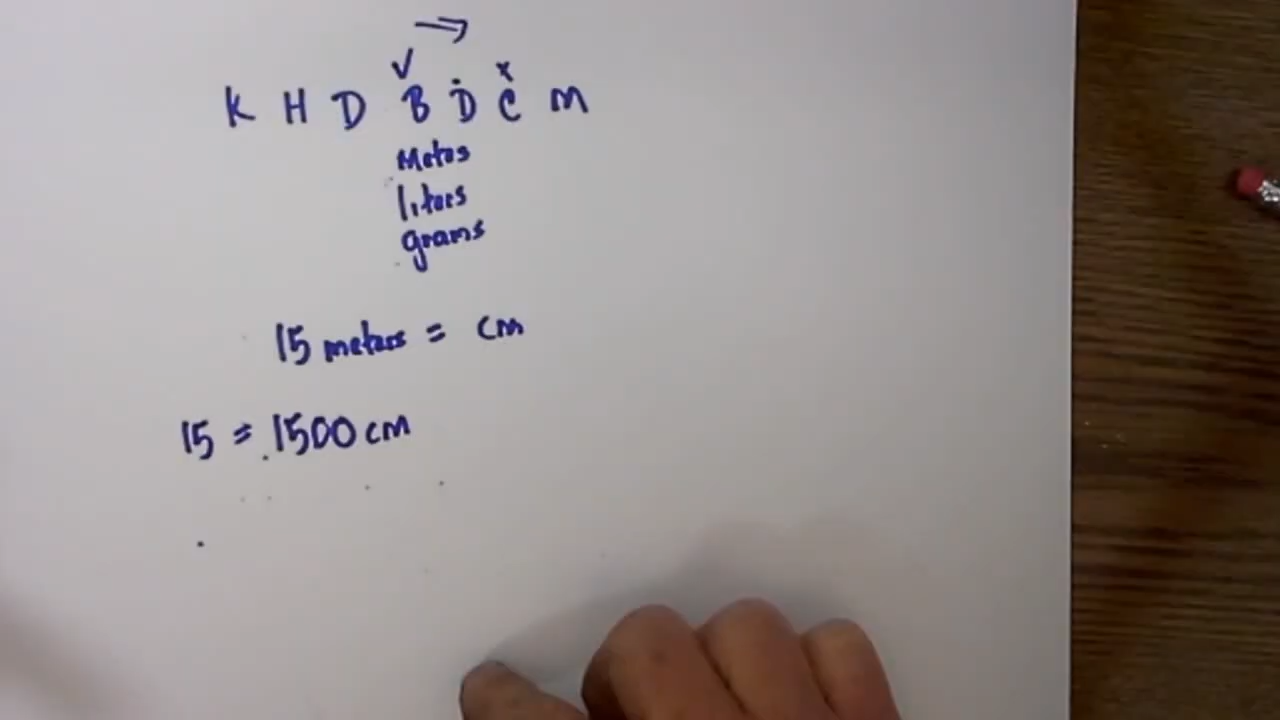 K H D B D C M
Meters
liters
grams
15 meters = cm
15 = 1500 cm